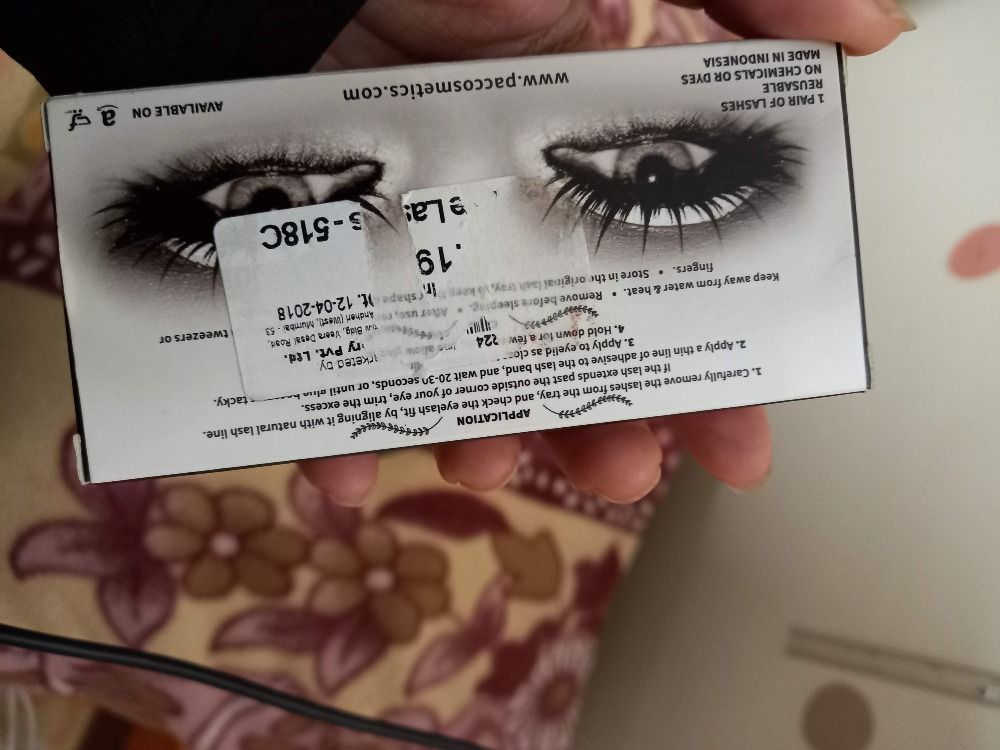 APPLICATION
1. Carefully remove the lashes from the tray, and check the eyelash fit, by aligning it with natural lash line.
If the lash extends past the outside corner of your eye, trim the excess.
2. Apply a thin line of adhesive to the lash band, and wait 20-30 seconds, or until glue tacky.
3. Apply to eyelid as
4. Hold down for a few
Keep away from water & heat. • Remove before sleeping. • After use, tweezers or
fingers. • Store in the original lash tray, to keep shape
224
keted by
ry Pvt. Ltd.
Bldg, Veera Desai, Road,
Andheri (West), Mumbai - 53
12-04-2018
.19
e Las
S - 518C
1 PAIR OF LASHES
REUSABLE
NO CHEMICALS OR DYES
MADE IN INDONESIA
www.paccosmetics.com
AVAILABLE ON a